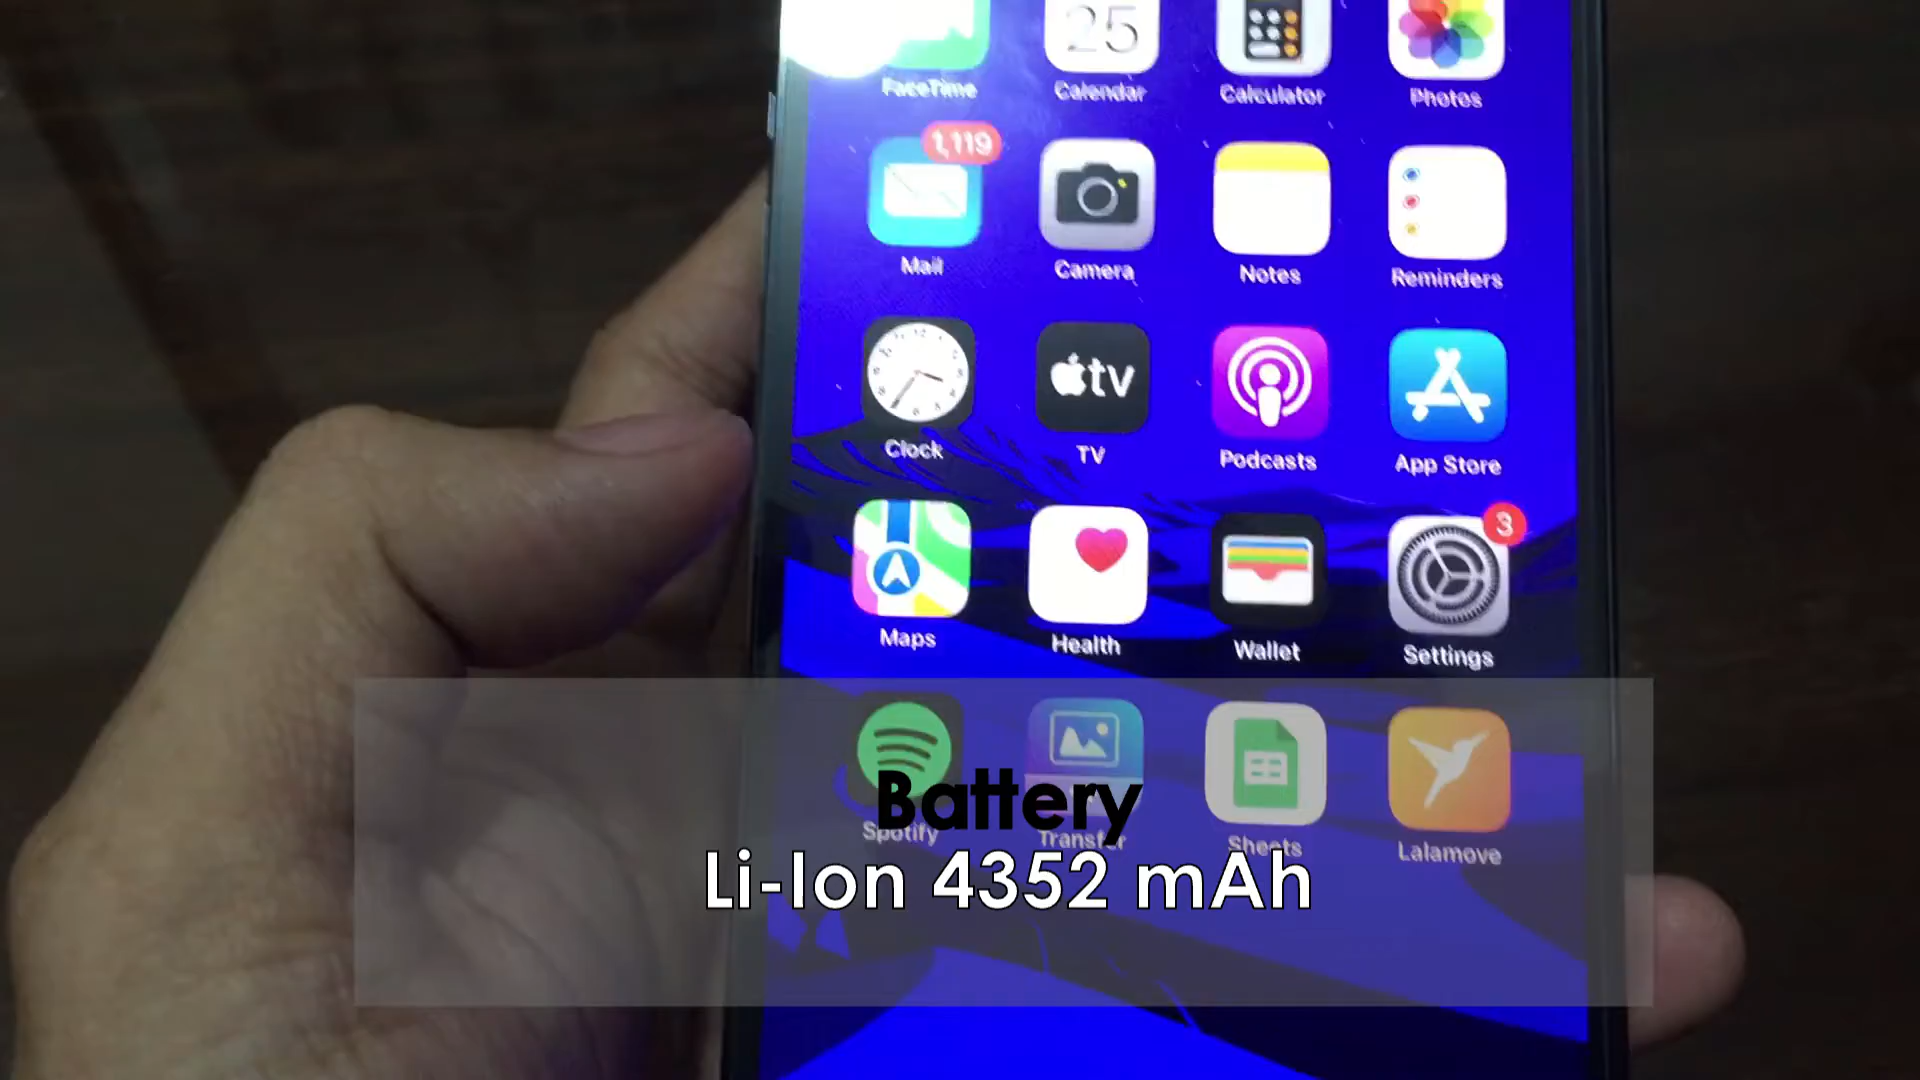 25
FaceTime Calendar Calculator Photos
1,119
Mail Camera Notes Reminders
tv
Clock TV Podcasts App Store
3
Maps Health Wallet Settings
Spotify Transfer Sheets Lalamove
Battery
Li-Ion 4352 mAh